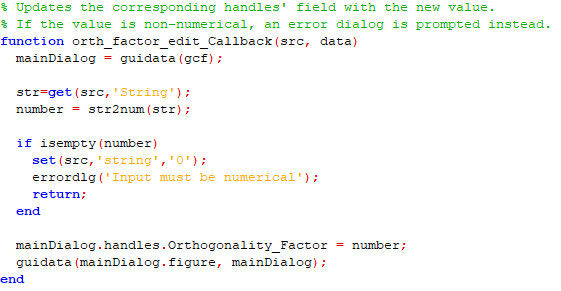 % Updates the corresponding handles' field with the new value.
% If the value is non-numerical, an error dialog is prompted instead.
function orth_factor_edit_Callback(src, data)
  mainDialog = guidata(gcf);

  str=get(src,'String');
  number = str2num(str);

  if isempty(number)
    set(src,'string','0');
    errordlg('Input must be numerical');
    return;
  end

  mainDialog.handles.Orthogonality_Factor = number;
  guidata(mainDialog.figure, mainDialog);
end